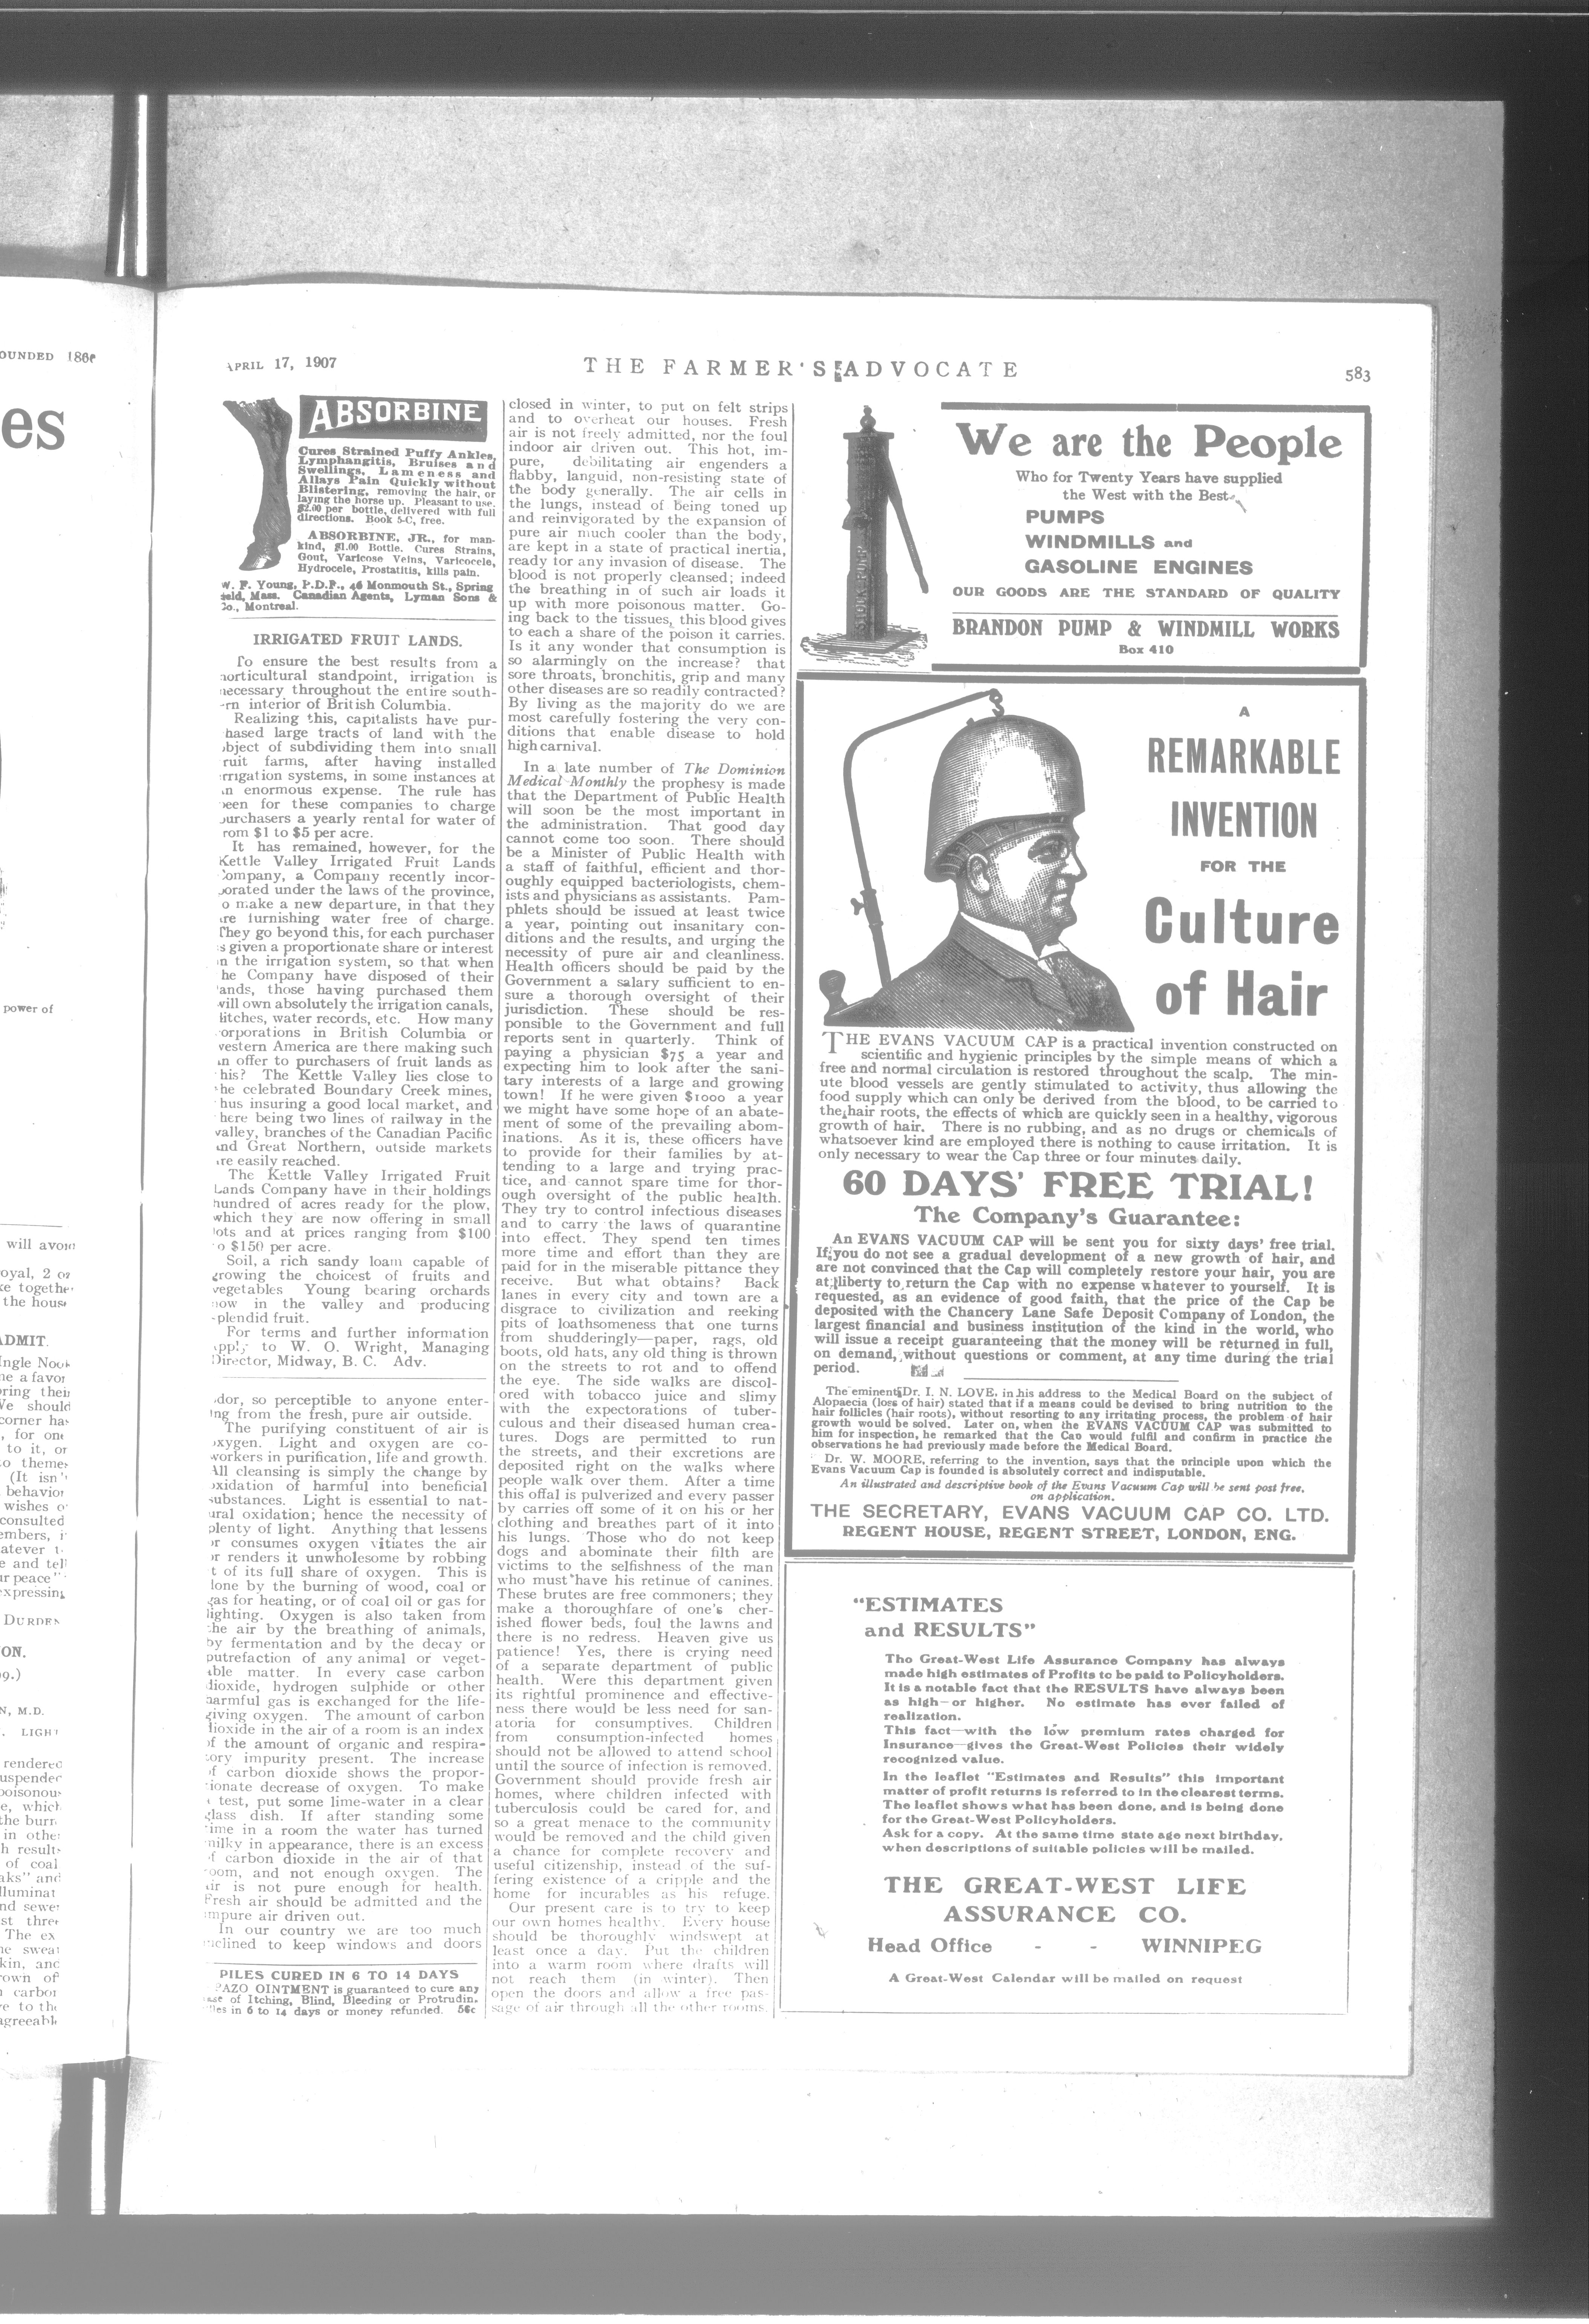 OUNDED 1866
es
power of
will avoid
oyal, 2 oz
the house
ADMIT.
Ingle Nook
ne a favor
ring their
We should
corner has
, for one
to it, or
(It isn't
behavior
consulted
e and tell
ur peace"
DURDEN
ON.
N, M.D.
rendered
which
in other
of coal
APRIL 17, 1907
THE FARMER'S ADVOCATE
583
ABSORBINE
Cures Strained Puffy Ankles,
Lymphangitis, Bruises and
Swellings, Lameness and
Allays Pain Quickly without
Blistering, removing the hair, or
laying the horse up. Pleasant to use.
$2.00 per bottle, delivered with full
directions. Book 5-C, free.
ABSORBINE, JR., for man-
kind, $1.00 Bottle. Cures Strains,
Gout, Varicose Veins, Varicocele,
Hydrocele, Prostatitis, kills pain.
W. F. Young, P.D.F., 46 Monmouth St., Spring
ield, Mass. Canadian Agents, Lyman Sons &
Co., Montreal.
IRRIGATED FRUIT LANDS.
To ensure the best results from a
horticultural standpoint, irrigation is
necessary throughout the entire south-
ern interior of British Columbia.
Realizing this, capitalists have pur-
hased large tracts of land with the
object of subdividing them into small
ruit farms, after having installed
rrigation systems, in some instances at
an enormous expense. The rule has
been for these companies to charge
purchasers a yearly rental for water of
rom $1 to $5 per acre.
It has remained, however, for the
Kettle Valley Irrigated Fruit Lands
Company, a Company recently incor-
porated under the laws of the province,
o make a new departure, in that they
are furnishing water free of charge.
They go beyond this, for each purchaser
is given a proportionate share or interest
in the irrigation system, so that when
he Company have disposed of their
lands, those having purchased them
will own absolutely the irrigation canals,
ditches, water records, etc. How many
corporations in British Columbia or
western America are there making such
an offer to purchasers of fruit lands as
this? The Kettle Valley lies close to
the celebrated Boundary Creek mines,
thus insuring a good local market, and
there being two lines of railway in the
valley, branches of the Canadian Pacific
and Great Northern, outside markets
are easily reached.
The Kettle Valley Irrigated Fruit
Lands Company have in their holdings
hundred of acres ready for the plow,
which they are now offering in small
lots and at prices ranging from $100
to $150 per acre.
Soil, a rich sandy loam capable of
growing the choicest of fruits and
vegetables Young bearing orchards
now in the valley and producing
splendid fruit.
For terms and further information
apply to W. O. Wright, Managing
Director, Midway, B. C. Adv.
dor, so perceptible to anyone enter-
ing from the fresh, pure air outside.
The purifying constituent of air is
oxygen. Light and oxygen are co-
workers in purification, life and growth.
All cleansing is simply the change by
oxidation of harmful into beneficial
substances. Light is essential to nat-
ural oxidation; hence the necessity of
plenty of light. Anything that lessens
or consumes oxygen vitiates the air
or renders it unwholesome by robbing
it of its full share of oxygen. This is
done by the burning of wood, coal or
gas for heating, or of coal oil or gas for
lighting. Oxygen is also taken from
the air by the breathing of animals,
by fermentation and by the decay or
putrefaction of any animal or veget-
able matter. In every case carbon
dioxide, hydrogen sulphide or other
harmful gas is exchanged for the life-
giving oxygen. The amount of carbon
dioxide in the air of a room is an index
of the amount of organic and respira-
tory impurity present. The increase
of carbon dioxide shows the propor-
tionate decrease of oxygen. To make
a test, put some lime-water in a clear
glass dish. If after standing some
time in a room the water has turned
milky in appearance, there is an excess
of carbon dioxide in the air of that
room, and not enough oxygen. The
air is not pure enough for health.
Fresh air should be admitted and the
impure air driven out.
In our country we are too much
inclined to keep windows and doors
PILES CURED IN 6 TO 14 DAYS
PAZO OINTMENT is guaranteed to cure any
case of Itching, Blind, Bleeding or Protrudin.
Piles in 6 to 14 days or money refunded. 50c
closed in winter, to put on felt strips
and to overheat our houses. Fresh
air is not freely admitted, nor the foul
indoor air driven out. This hot, im-
pure, debilitating air engenders a
flabby, languid, non-resisting state of
the body generally. The air cells in
the lungs, instead of being toned up
and reinvigorated by the expansion of
pure air much cooler than the body,
are kept in a state of practical inertia,
ready for any invasion of disease. The
blood is not properly cleansed; indeed
the breathing in of such air loads it
up with more poisonous matter. Go-
ing back to the tissues, this blood gives
to each a share of the poison it carries.
Is it any wonder that consumption is
so alarmingly on the increase? that
sore throats, bronchitis, grip and many
other diseases are so readily contracted?
By living as the majority do we are
most carefully fostering the very con-
ditions that enable disease to hold
high carnival.
In a late number of The Dominion
Medical Monthly the prophesy is made
that the Department of Public Health
will soon be the most important in
the administration. That good day
cannot come too soon. There should
be a Minister of Public Health with
a staff of faithful, efficient and thor-
oughly equipped bacteriologists, chem-
ists and physicians as assistants. Pam-
phlets should be issued at least twice
a year, pointing out insanitary con-
ditions and the results, and urging the
necessity of pure air and cleanliness.
Health officers should be paid by the
Government a salary sufficient to en-
sure a thorough oversight of their
jurisdiction. These should be res-
ponsible to the Government and full
reports sent in quarterly. Think of
paying a physician $75 a year and
expecting him to look after the sani-
tary interests of a large and growing
town! If he were given $1000 a year
we might have some hope of an abate-
ment of some of the prevailing abom-
inations. As it is, these officers have
to provide for their families by at-
tending to a large and trying prac-
tice, and cannot spare time for thor-
ough oversight of the public health.
They try to control infectious diseases
and to carry the laws of quarantine
into effect. They spend ten times
more time and effort than they are
paid for in the miserable pittance they
receive. But what obtains? Back
lanes in every city and town are a
disgrace to civilization and reeking
pits of loathsomeness that one turns
from shudderingly—paper, rags, old
boots, old hats, any old thing is thrown
on the streets to rot and to offend
the eye. The side walks are discol-
ored with tobacco juice and slimy
with the expectorations of tuber-
culous and their diseased human crea-
tures. Dogs are permitted to run
the streets, and their excretions are
deposited right on the walks where
people walk over them. After a time
this offal is pulverized and every passer
by carries off some of it on his or her
clothing and breathes part of it into
his lungs. Those who do not keep
dogs and abominate their filth are
victims to the selfishness of the man
who must have his retinue of canines.
These brutes are free commoners; they
make a thoroughfare of one's cher-
ished flower beds, foul the lawns and
there is no redress. Heaven give us
patience! Yes, there is crying need
of a separate department of public
health. Were this department given
its rightful prominence and effective-
ness there would be less need for san-
atoria for consumptives. Children
from consumption-infected homes
should not be allowed to attend school
until the source of infection is removed.
Government should provide fresh air
homes, where children infected with
tuberculosis could be cared for, and
so a great menace to the community
would be removed and the child given
a chance for complete recovery and
useful citizenship, instead of the suf-
fering existence of a cripple and the
home for incurables as his refuge.
Our present care is to try to keep
our own homes healthy. Every house
should be thoroughly windswept at
least once a day. Put the children
into a warm room where drafts will
not reach them (in winter). Then
open the doors and allow a free pas-
sage of air through all the other rooms.
We are the People
Who for Twenty Years have supplied
the West with the Best
PUMPS
WINDMILLS and
GASOLINE ENGINES
OUR GOODS ARE THE STANDARD OF QUALITY
BRANDON PUMP & WINDMILL WORKS
Box 410
A
REMARKABLE
INVENTION
FOR THE
Culture
of Hair
THE EVANS VACUUM CAP is a practical invention constructed on
scientific and hygienic principles by the simple means of which a
free and normal circulation is restored throughout the scalp. The min-
ute blood vessels are gently stimulated to activity, thus allowing the
food supply which can only be derived from the blood, to be carried to
the hair roots, the effects of which are quickly seen in a healthy, vigorous
growth of hair. There is no rubbing, and as no drugs or chemicals of
whatsoever kind are employed there is nothing to cause irritation. It is
only necessary to wear the Cap three or four minutes daily.
60 DAYS' FREE TRIAL!
The Company's Guarantee:
An EVANS VACUUM CAP will be sent you for sixty days' free trial.
If you do not see a gradual development of a new growth of hair, and
are not convinced that the Cap will completely restore your hair, you are
at liberty to return the Cap with no expense whatever to yourself. It is
requested, as an evidence of good faith, that the price of the Cap be
deposited with the Chancery Lane Safe Deposit Company of London, the
largest financial and business institution of the kind in the world, who
will issue a receipt guaranteeing that the money will be returned in full,
on demand, without questions or comment, at any time during the trial
period.
The eminent Dr. I. N. LOVE, in his address to the Medical Board on the subject of
Alopaecia (loss of hair) stated that if a means could be devised to bring nutrition to the
hair follicles (hair roots), without resorting to any irritating process, the problem of hair
growth would be solved. Later on, when the EVANS VACUUM CAP was submitted to
him for inspection, he remarked that the Cap would fulfil and confirm in practice the
observations he had previously made before the Medical Board.
Dr. W. MOORE, referring to the invention, says that the principle upon which the
Evans Vacuum Cap is founded is absolutely correct and indisputable.
An illustrated and descriptive book of the Evans Vacuum Cap will be sent post free,
on application.
THE SECRETARY, EVANS VACUUM CAP CO. LTD.
REGENT HOUSE, REGENT STREET, LONDON, ENG.
"ESTIMATES
and RESULTS"
The Great-West Life Assurance Company has always
made high estimates of Profits to be paid to Policyholders.
It is a notable fact that the RESULTS have always been
as high—or higher. No estimate has ever failed of
realization.
This fact—with the low premium rates charged for
Insurance—gives the Great-West Policies their widely
recognized value.
In the leaflet "Estimates and Results" this important
matter of profit returns is referred to in the clearest terms.
The leaflet shows what has been done, and is being done
for the Great-West Policyholders.
Ask for a copy. At the same time state age next birthday,
when descriptions of suitable policies will be mailed.
THE GREAT-WEST LIFE
ASSURANCE CO.
Head Office - - WINNIPEG
A Great-West Calendar will be mailed on request